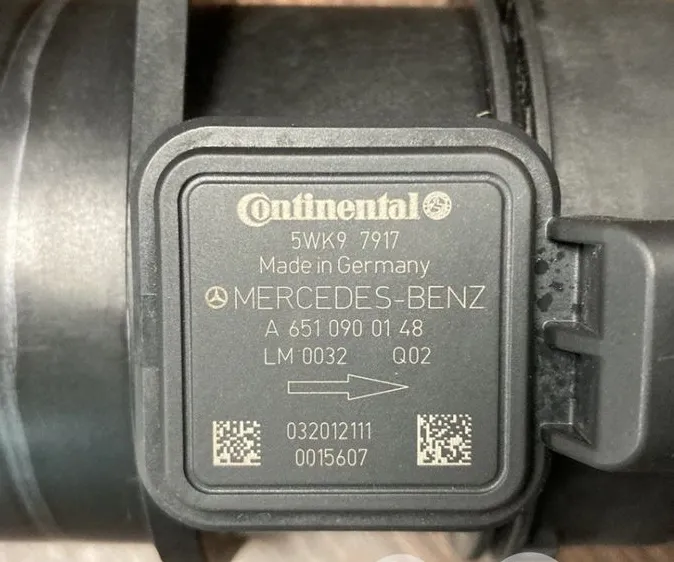 Continental
5WK9 7917
Made in Germany
MERCEDES-BENZ
A 651 090 01 48
LM 0032 Q02
032012111
0015607